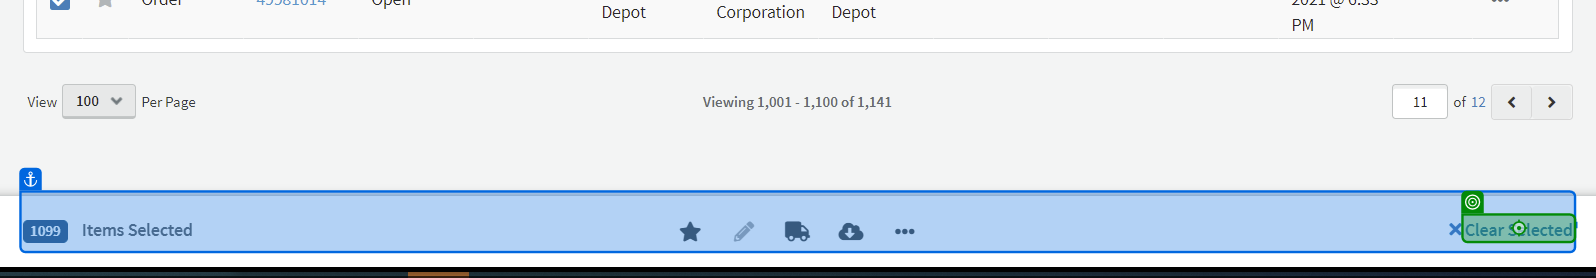 Order 49981014 Open 2021 @ 6:33
Depot Corporation Depot
PM
View 100 Per Page Viewing 1,001 - 1,100 of 1,141 11 of 12
1099 Items Selected Clear Selected